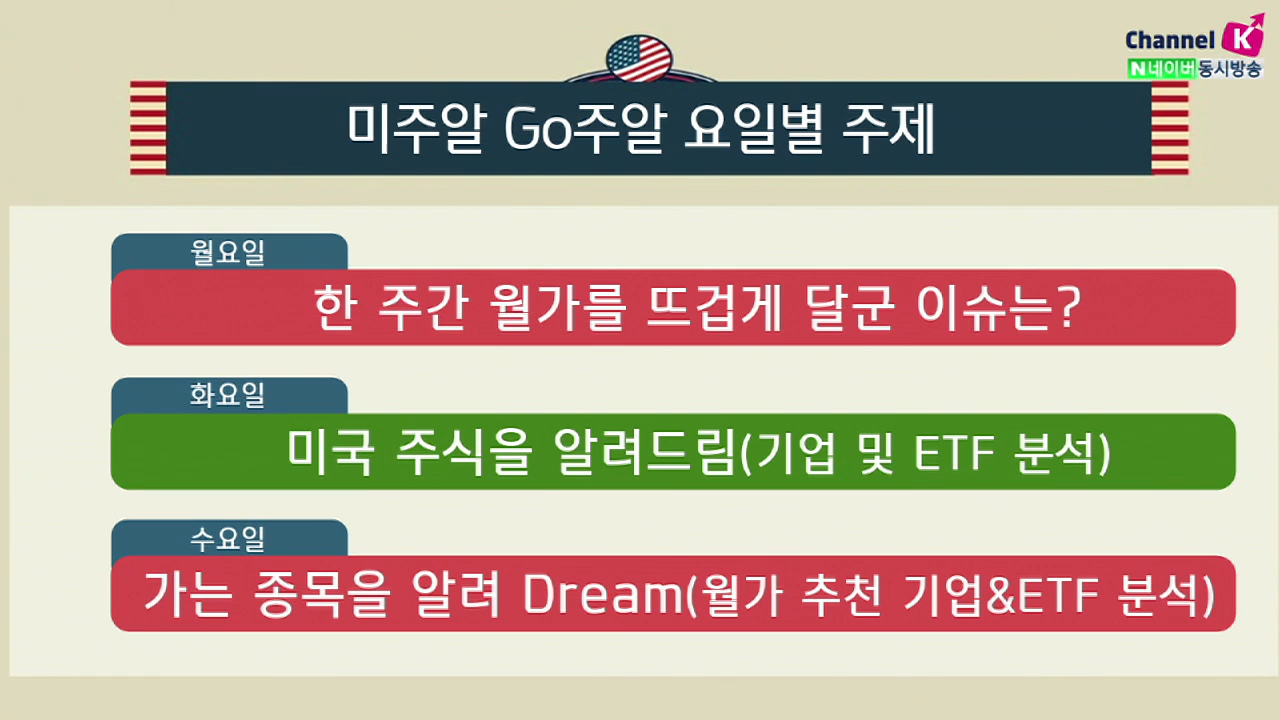 Channel K
N 네이버 동시방송
미주알 Go주알 요일별 주제
월요일
한 주간 월가를 뜨겁게 달군 이슈는?
화요일
미국 주식을 알려드림(기업 및 ETF 분석)
수요일
가는 종목을 알려 Dream(월가 추천 기업&ETF 분석)